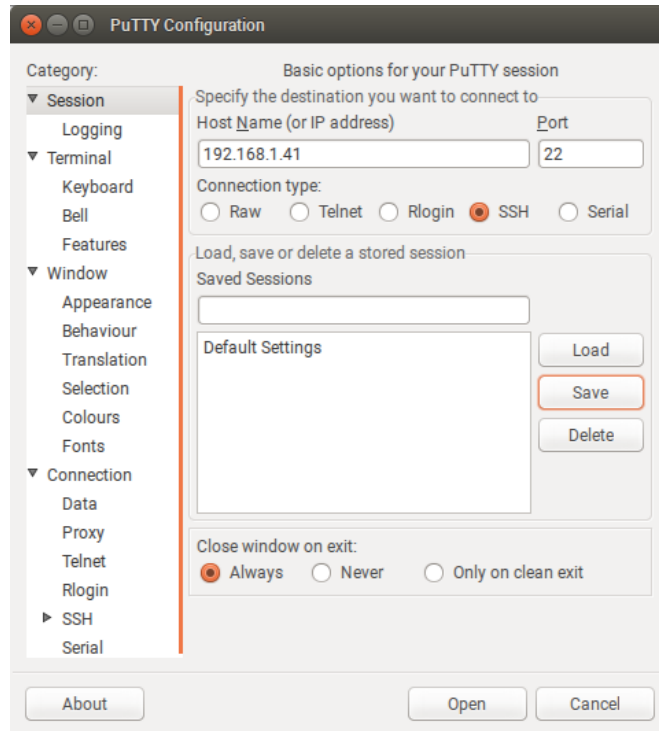 PuTTY Configuration
Category:
Session
Logging
Terminal
Keyboard
Bell
Features
Window
Appearance
Behaviour
Translation
Selection
Colours
Fonts
Connection
Data
Proxy
Telnet
Rlogin
SSH
Serial
Basic options for your PuTTY session
Specify the destination you want to connect to
Host Name (or IP address) Port
192.168.1.41 22
Connection type:
Raw Telnet Rlogin SSH Serial
Load, save or delete a stored session
Saved Sessions
Default Settings
Load
Save
Delete
Close window on exit:
Always Never Only on clean exit
About Open Cancel